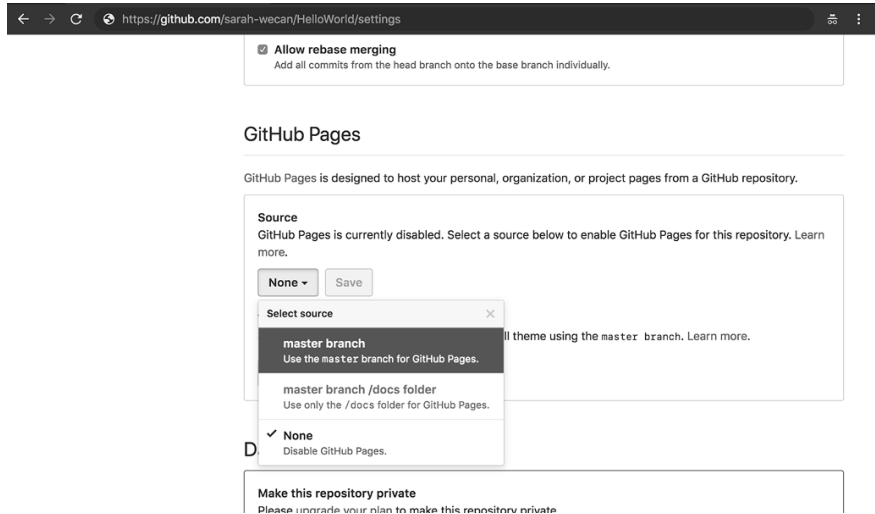 https://github.com/sarah-wecan/HelloWorld/settings
Allow rebase merging
Add all commits from the head branch onto the base branch individually.
GitHub Pages
GitHub Pages is designed to host your personal, organization, or project pages from a GitHub repository.
Source
GitHub Pages is currently disabled. Select a source below to enable GitHub Pages for this repository. Learn
more.
None
Save
Select source
ll theme using the master branch. Learn more.
master branch
Use the master branch for GitHub Pages.
master branch /docs folder
Use only the /docs folder for GitHub Pages.
None
Disable GitHub Pages.
D
Make this repository private
Please upgrade your plan to make this repository private